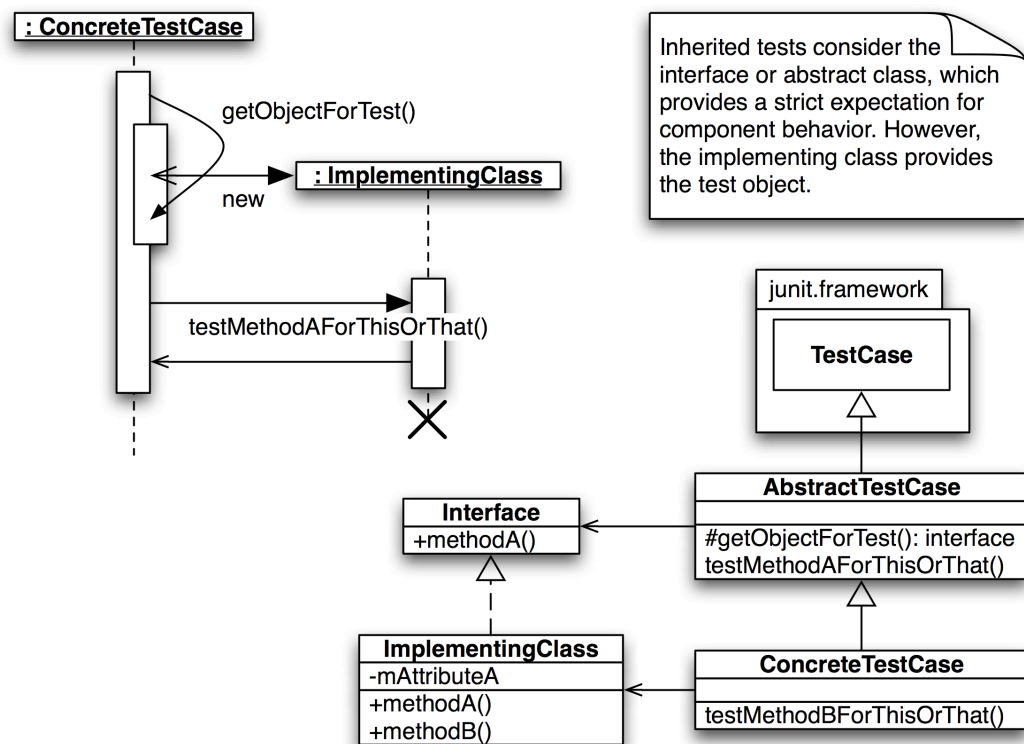 : ConcreteTestCase
getObjectForTest()
: ImplementingClass
new
testMethodAForThisOrThat()
Inherited tests consider the
interface or abstract class, which
provides a strict expectation for
component behavior. However,
the implementing class provides
the test object.
junit.framework
TestCase
AbstractTestCase
#getObjectForTest(): interface
testMethodAForThisOrThat()
Interface
+methodA()
ImplementingClass
-mAttributeA
+methodA()
+methodB()
ConcreteTestCase
testMethodBForThisOrThat()